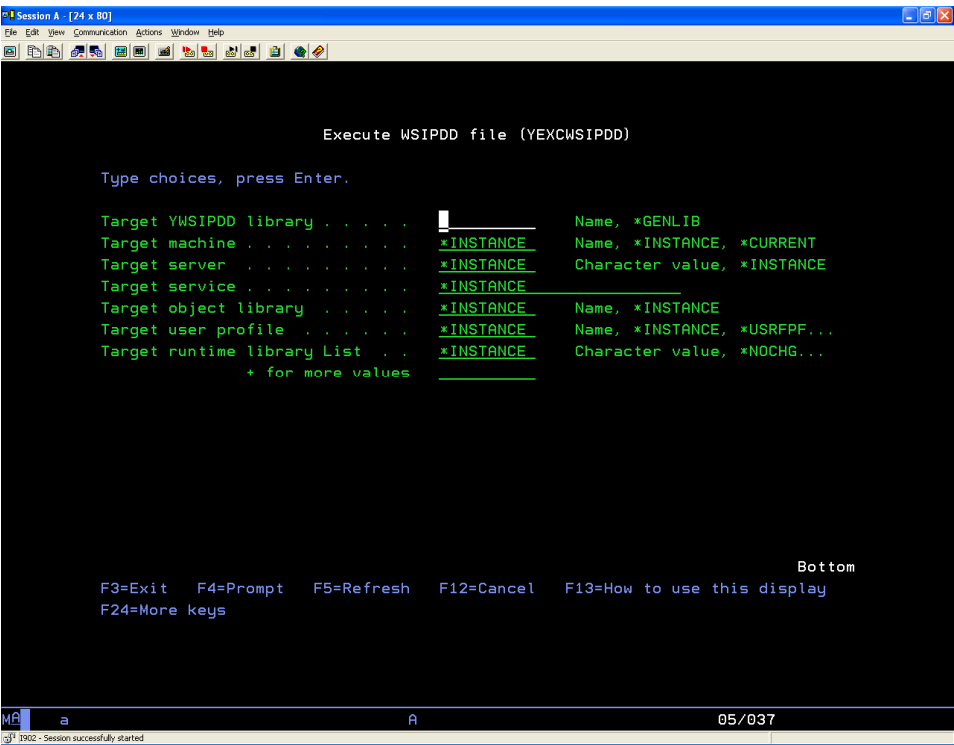 Session A - [24 x 80]
File Edit View Communication Actions Window Help
Execute WSIPDD file (YEXCWSIPDD)
Type choices, press Enter.
Target YWSIPDD library . . . . . Name, *GENLIB
Target machine . . . . . . . . . *INSTANCE Name, *INSTANCE, *CURRENT
Target server . . . . . . . . . *INSTANCE Character value, *INSTANCE
Target service . . . . . . . . . *INSTANCE
Target object library . . . . . *INSTANCE Name, *INSTANCE
Target user profile . . . . . . *INSTANCE Name, *INSTANCE, *USRFPF...
Target runtime library List . . *INSTANCE Character value, *NOCHG...
+ for more values
Bottom
F3=Exit F4=Prompt F5=Refresh F12=Cancel F13=How to use this display
F24=More keys
MA a A 05/037
I902 - Session successfully started